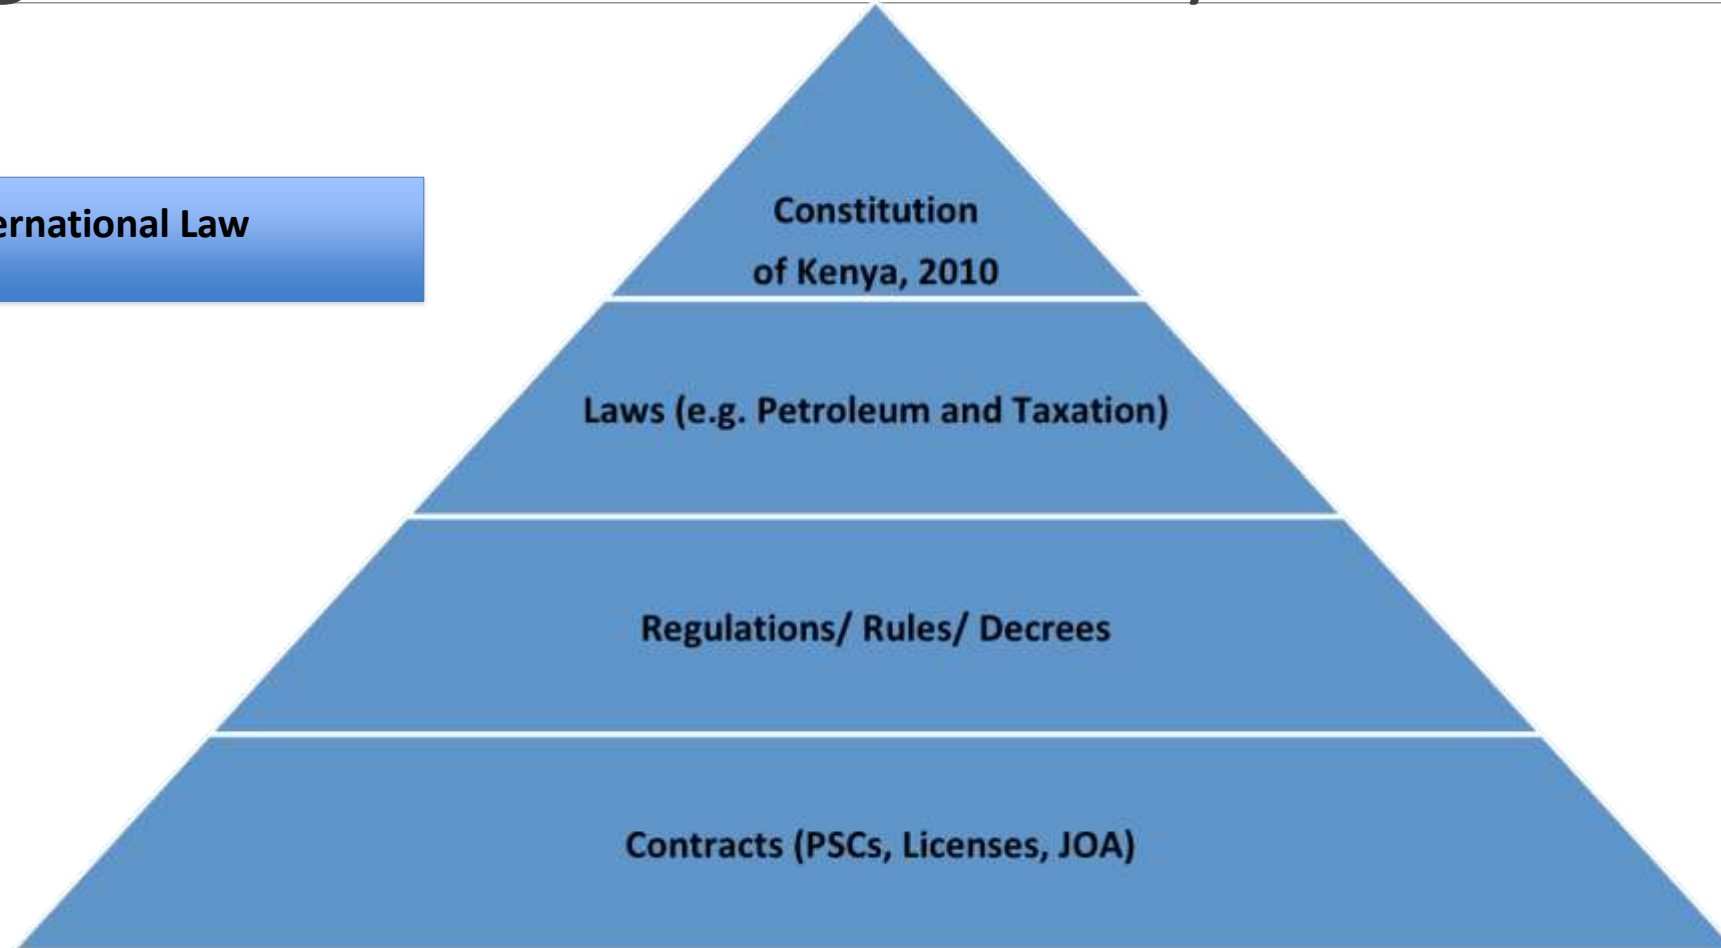 ernational Law
Constitution
of Kenya, 2010
Laws (e.g. Petroleum and Taxation)
Regulations/ Rules/ Decrees
Contracts (PSCs, Licenses, JOA)